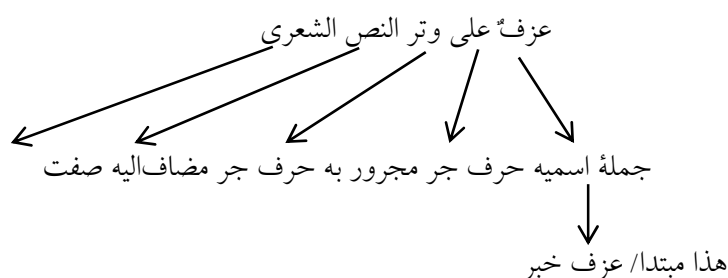 عزفٌ على وتر النص الشعرى
جملۀ اسمیه حرف جر مجرور به حرف جر مضاف‌الیه صفت
هذا مبتدا/ عزف خبر